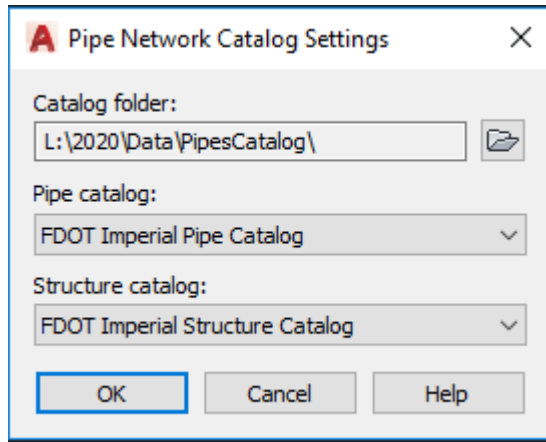 Pipe Network Catalog Settings
Catalog folder:
L:\2020\Data\PipesCatalog\
Pipe catalog:
FDOT Imperial Pipe Catalog
Structure catalog:
FDOT Imperial Structure Catalog
OK Cancel Help